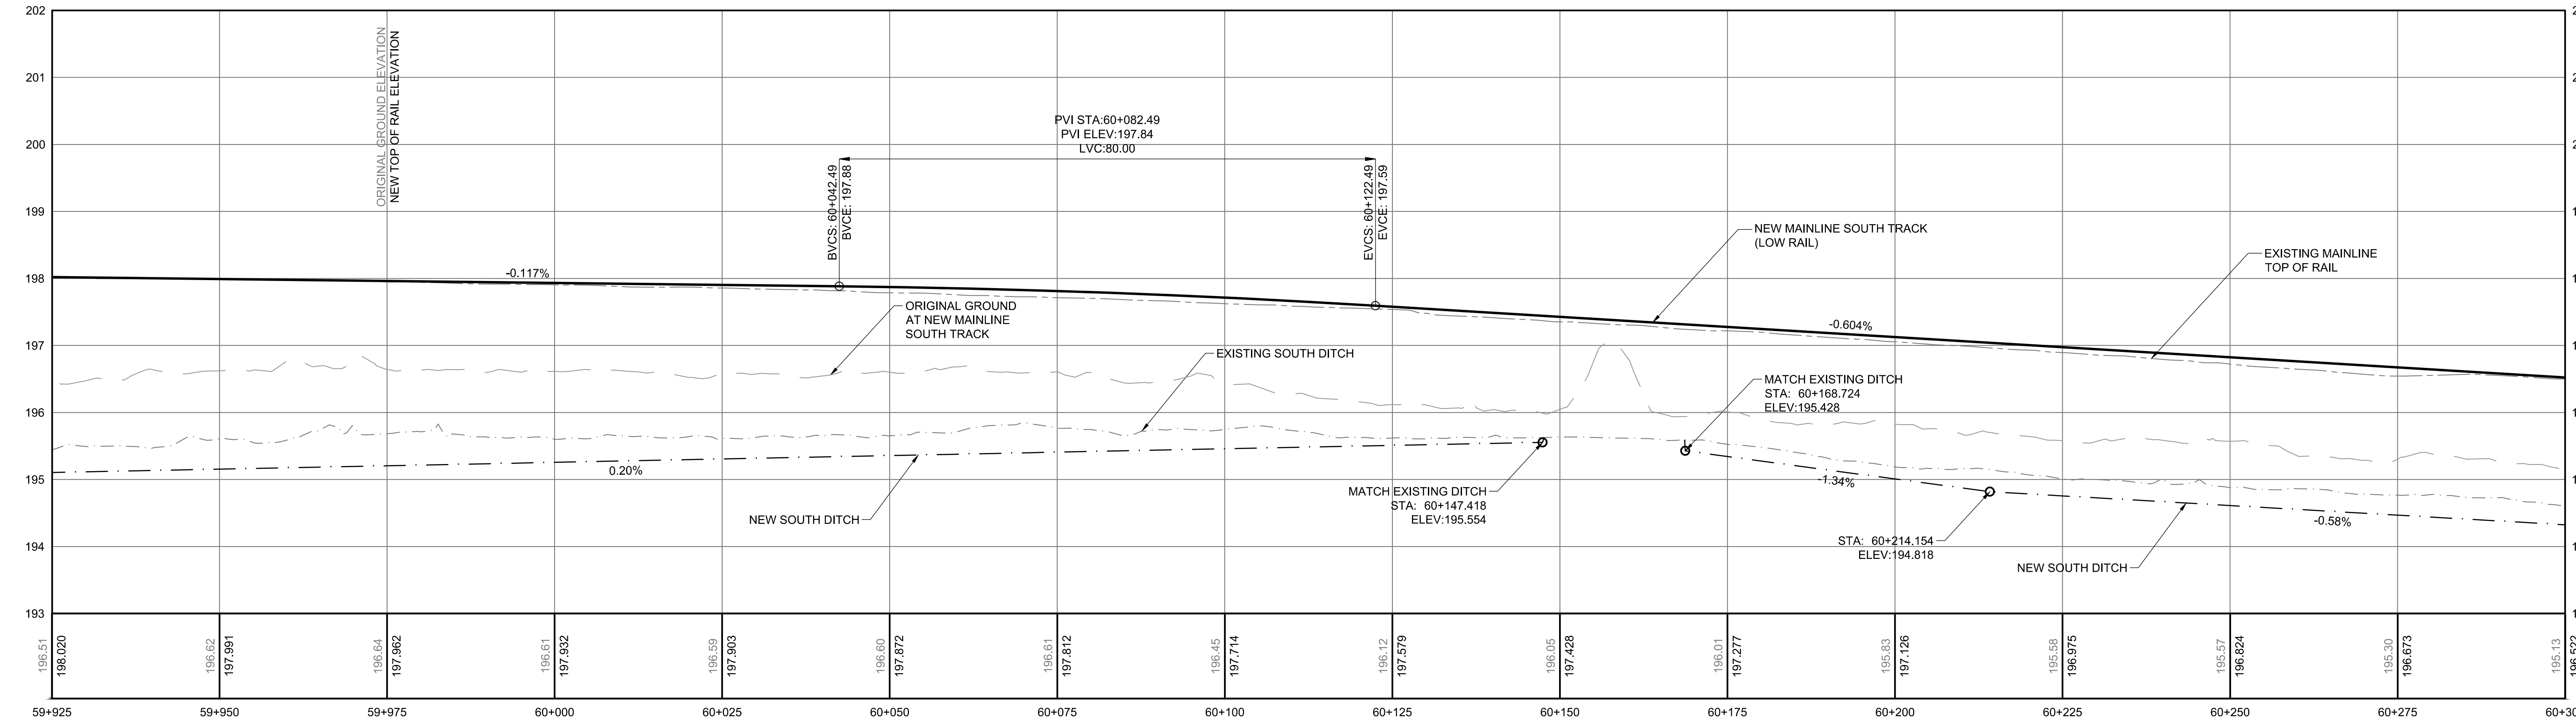 202
201
200
199
198
197
196
195
194
193
ORIGINAL GROUND ELEVATION
NEW TOP OF RAIL ELEVATION
PVI STA:60+082.49
PVI ELEV:197.84
LVC:80.00
BVCS: 60+042.49
BVCE: 197.88
EVCS: 60+122.49
EVCE: 197.59
NEW MAINLINE SOUTH TRACK
(LOW RAIL)
EXISTING MAINLINE
TOP OF RAIL
-0.117%
-0.604%
ORIGINAL GROUND
AT NEW MAINLINE
SOUTH TRACK
EXISTING SOUTH DITCH
MATCH EXISTING DITCH
STA: 60+168.724
ELEV:195.428
0.20%
-1.34%
MATCH EXISTING DITCH
STA: 60+147.418
ELEV:195.554
NEW SOUTH DITCH
STA: 60+214.154
ELEV:194.818
-0.58%
NEW SOUTH DITCH
196.51
198.020
196.62
197.991
196.64
197.962
196.61
197.932
196.59
197.903
196.60
197.872
196.61
197.812
196.45
197.714
196.12
197.579
196.05
197.428
196.01
197.277
195.83
197.126
195.58
196.975
195.57
196.824
195.30
196.673
195.13
196.522
59+925
59+950
59+975
60+000
60+025
60+050
60+075
60+100
60+125
60+150
60+175
60+200
60+225
60+250
60+275